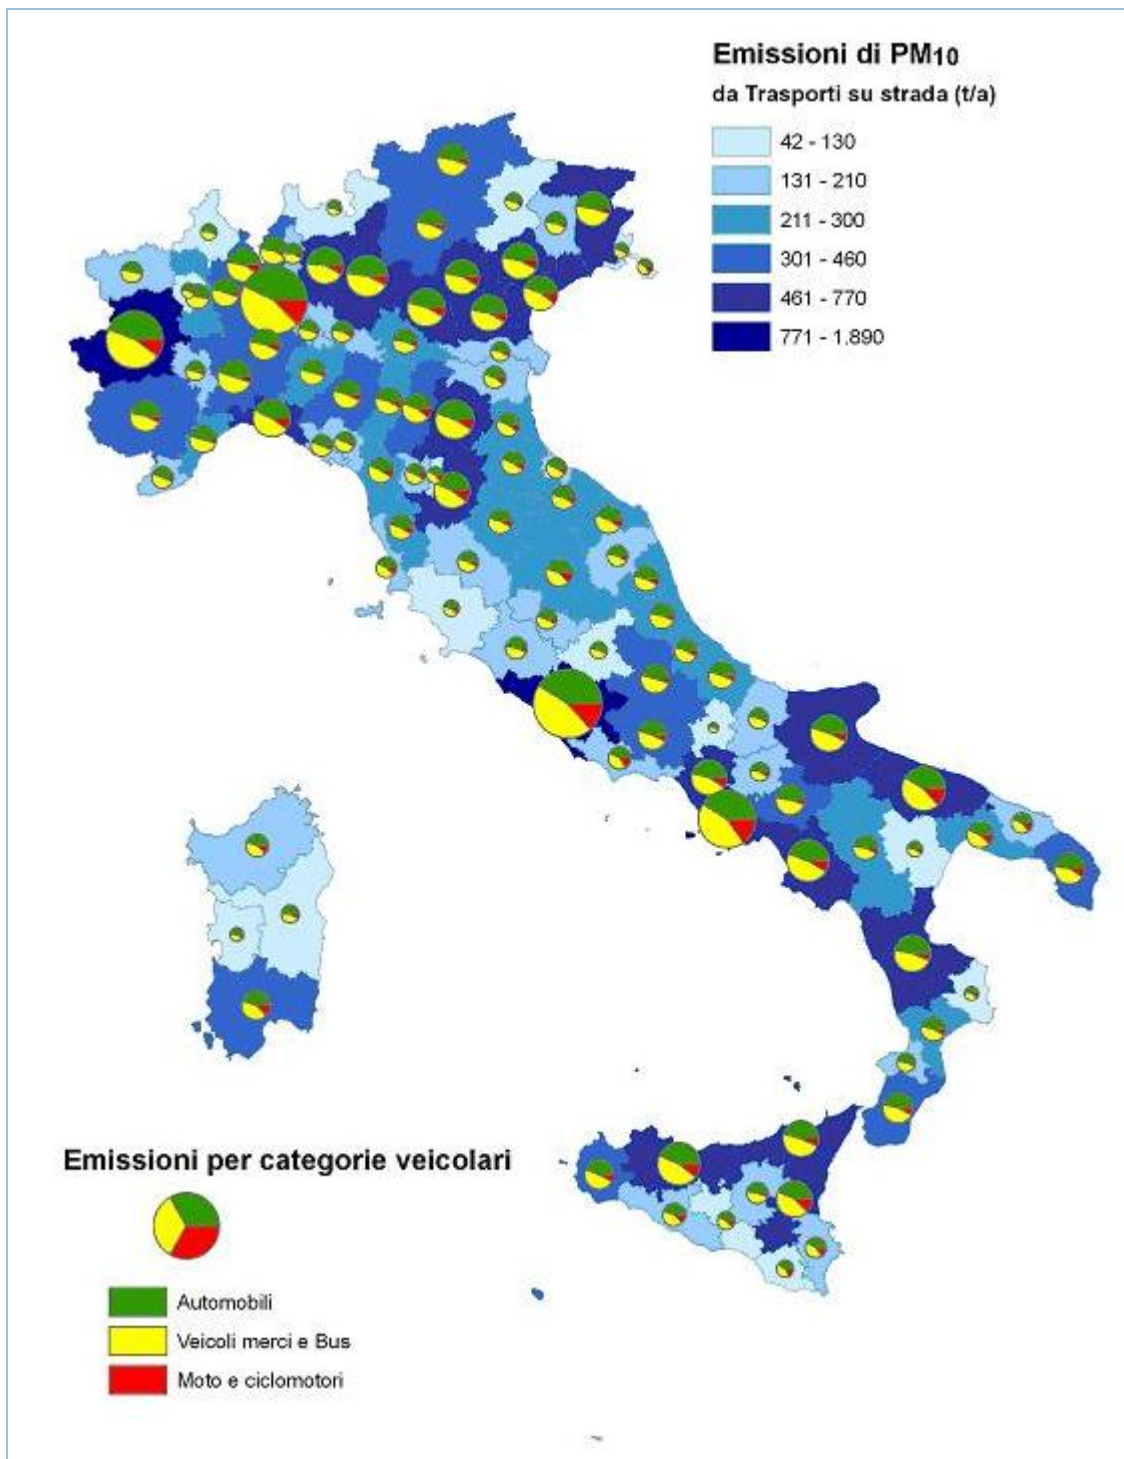 Emissioni di PM10
da Trasporti su strada (t/a)
42 - 130
131 - 210
211 - 300
301 - 460
461 - 770
771 - 1.890
Emissioni per categorie veicolari
Automobili
Veicoli merci e Bus
Moto e ciclomotori